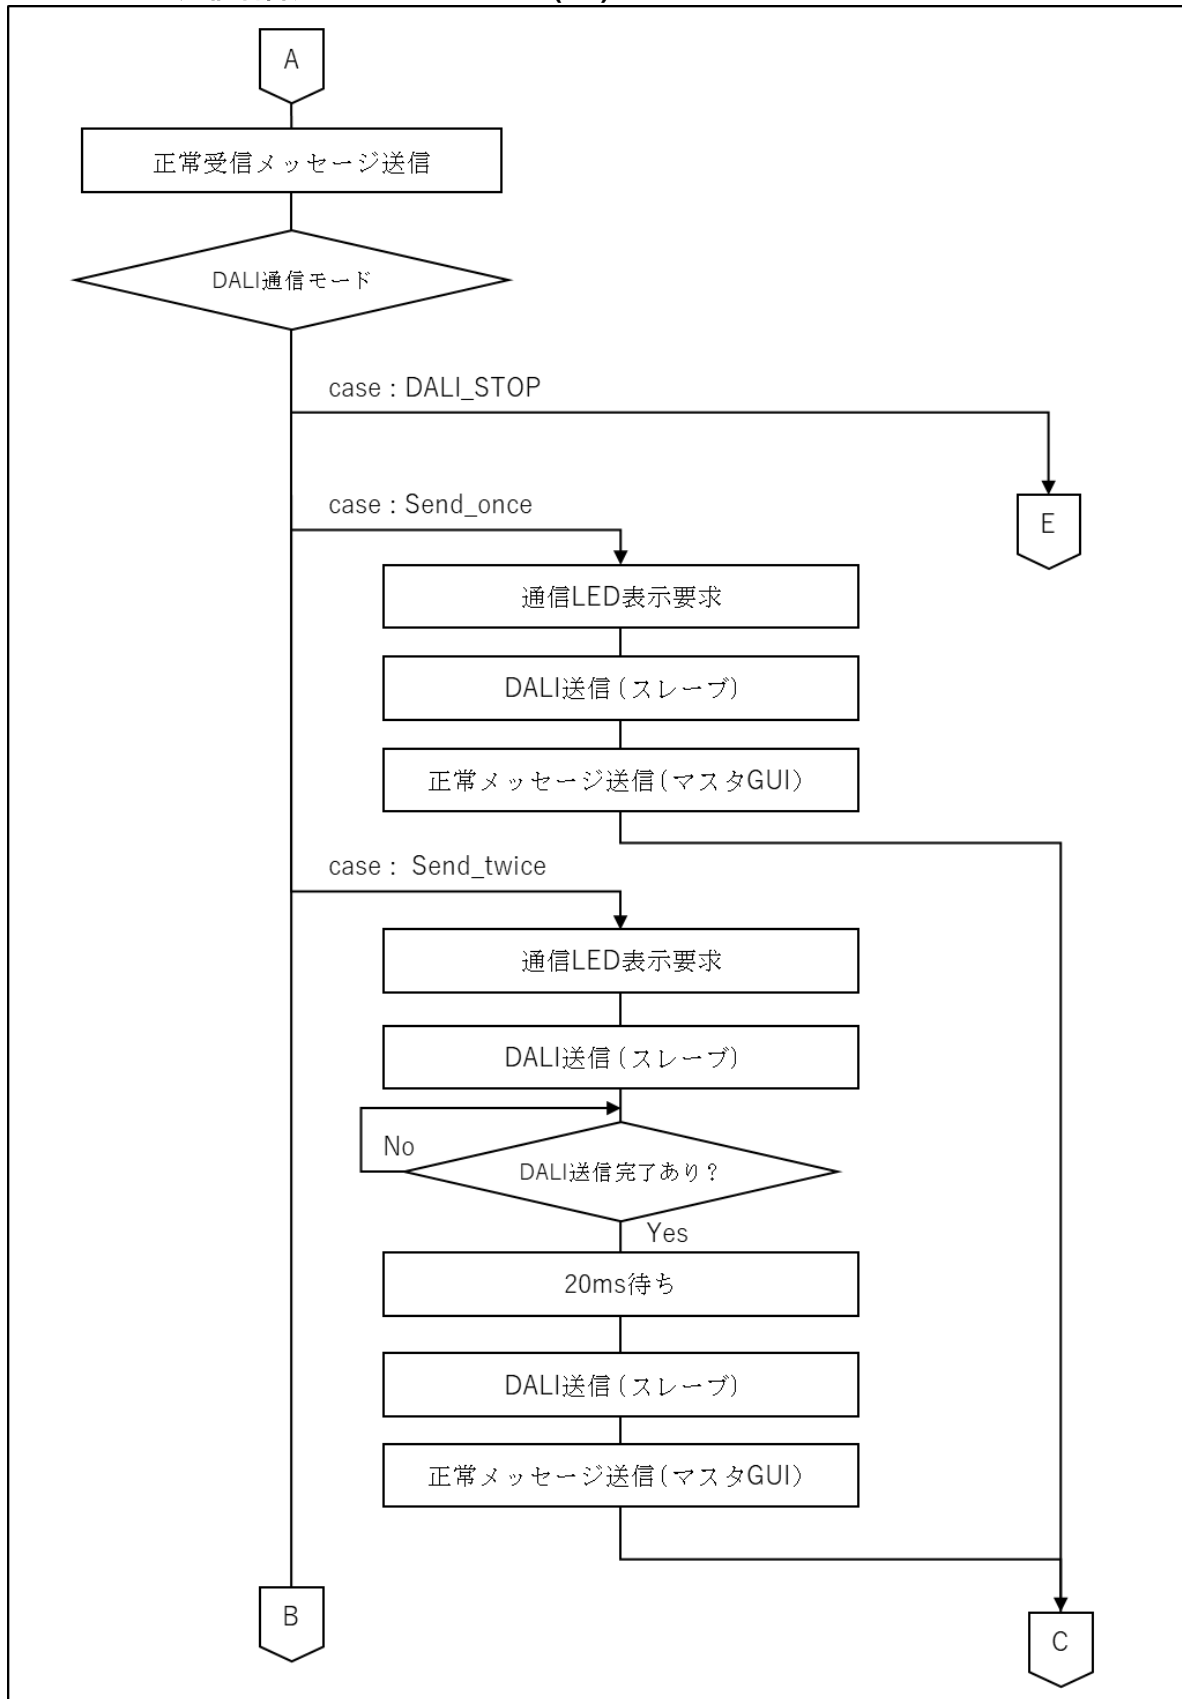 A
正常受信メッセージ送信
DALI通信モード
case : DALI_STOP
case : Send_once
E
通信LED表示要求
DALI送信(スレーブ)
正常メッセージ送信(マスタGUI)
case : Send_twice
通信LED表示要求
DALI送信(スレーブ)
No
DALI送信完了あり？
Yes
20ms待ち
DALI送信(スレーブ)
正常メッセージ送信(マスタGUI)
B
C